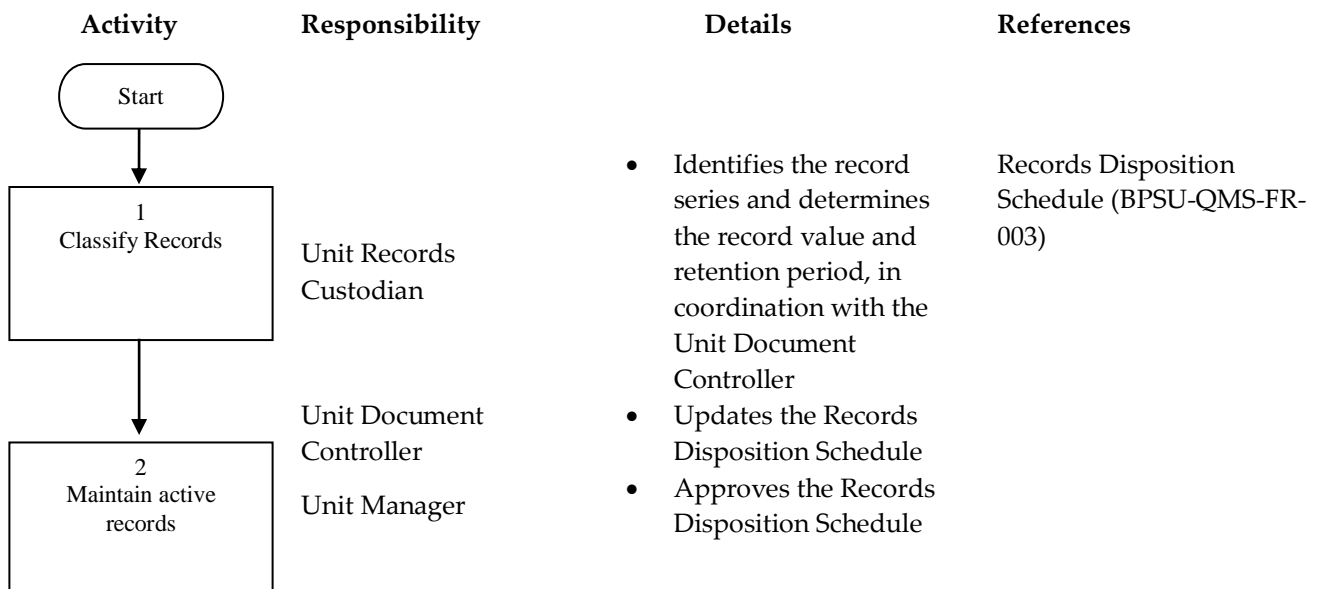 Activity Responsibility Details References
Start
1
Classify Records
Unit Records
Custodian
• Identifies the record
series and determines
the record value and
retention period, in
coordination with the
Unit Document
Controller
Records Disposition
Schedule (BPSU-QMS-FR-
003)
2
Maintain active
records
Unit Document
Controller
Unit Manager
• Updates the Records
Disposition Schedule
• Approves the Records
Disposition Schedule